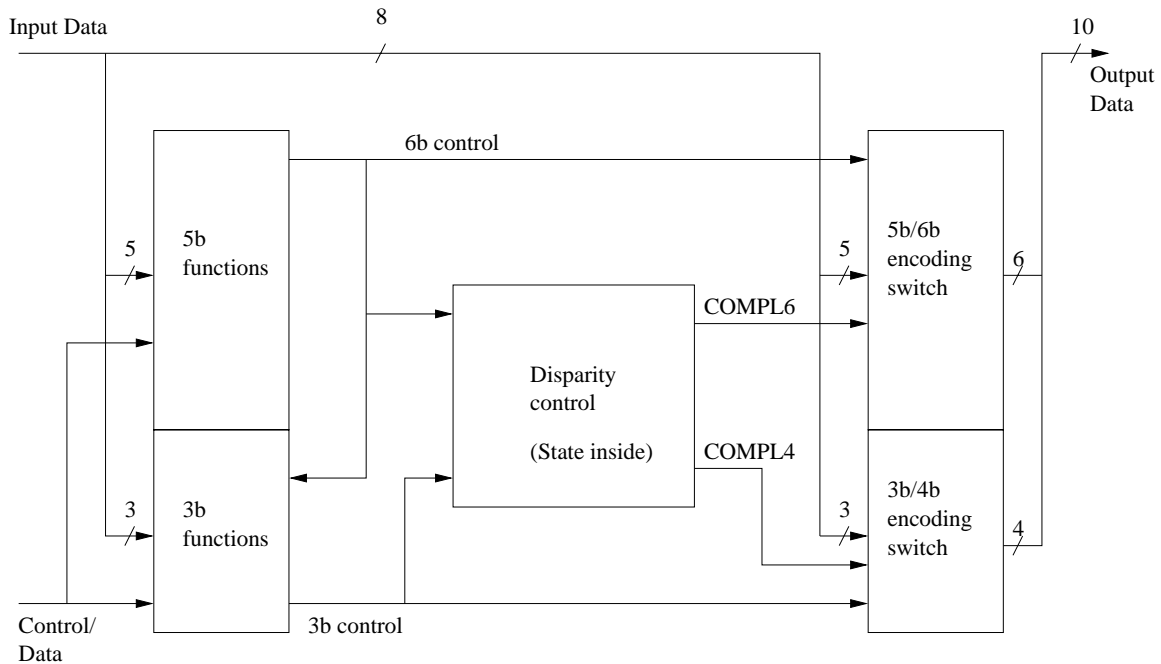 8
10
Input Data
Output
Data
6b control
5b
functions
5
5
5b/6b
encoding
switch
6
COMPL6
Disparity
control
(State inside)
COMPL4
3
3b
functions
3
3b/4b
encoding
switch
4
Control/
Data
3b control